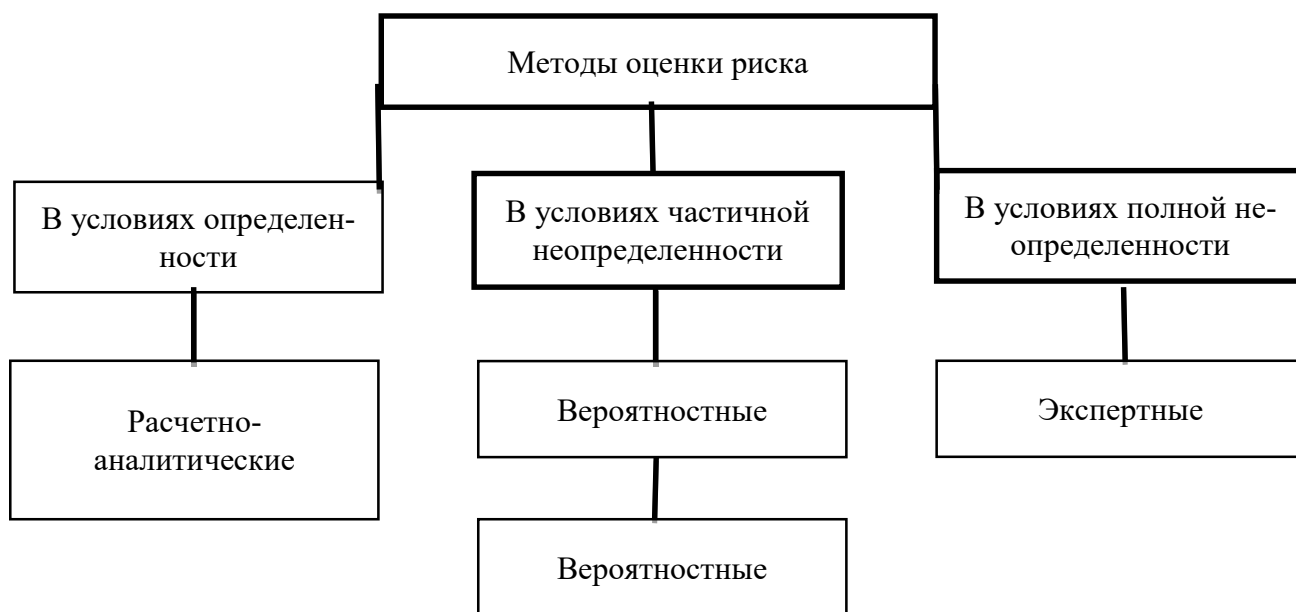 Методы оценки риска
В условиях определен-
ности
В условиях частичной
неопределенности
В условиях полной не-
определенности
Расчетно-
аналитические
Вероятностные
Экспертные
Вероятностные